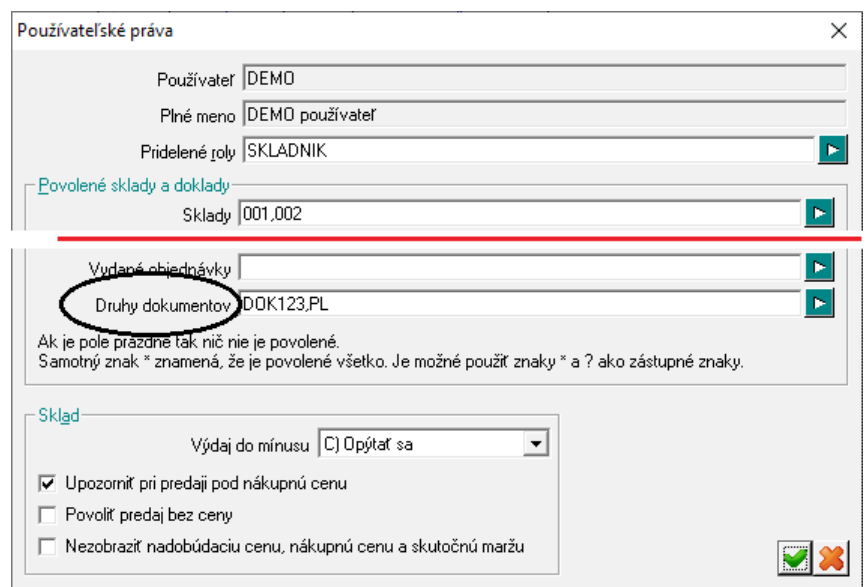 Používateľské práva
Používateľ DEMO
Plné meno DEMO používateľ
Pridelené roly SKLADNIK
Povolené sklady a doklady
Sklady 001,002
Vydané objednávky
Druhy dokumentov DOK123,PL
Ak je pole prázdne tak nič nie je povolené.
Samotný znak * znamená, že je povolené všetko. Je možné použiť znaky * a ? ako zástupné znaky.
Sklad
Výdaj do mínusu C) Opýtať sa
Upozorniť pri predaji pod nákupnú cenu
Povoliť predaj bez ceny
Nezobraziť nadobúdaciu cenu, nákupnú cenu a skutočnú maržu